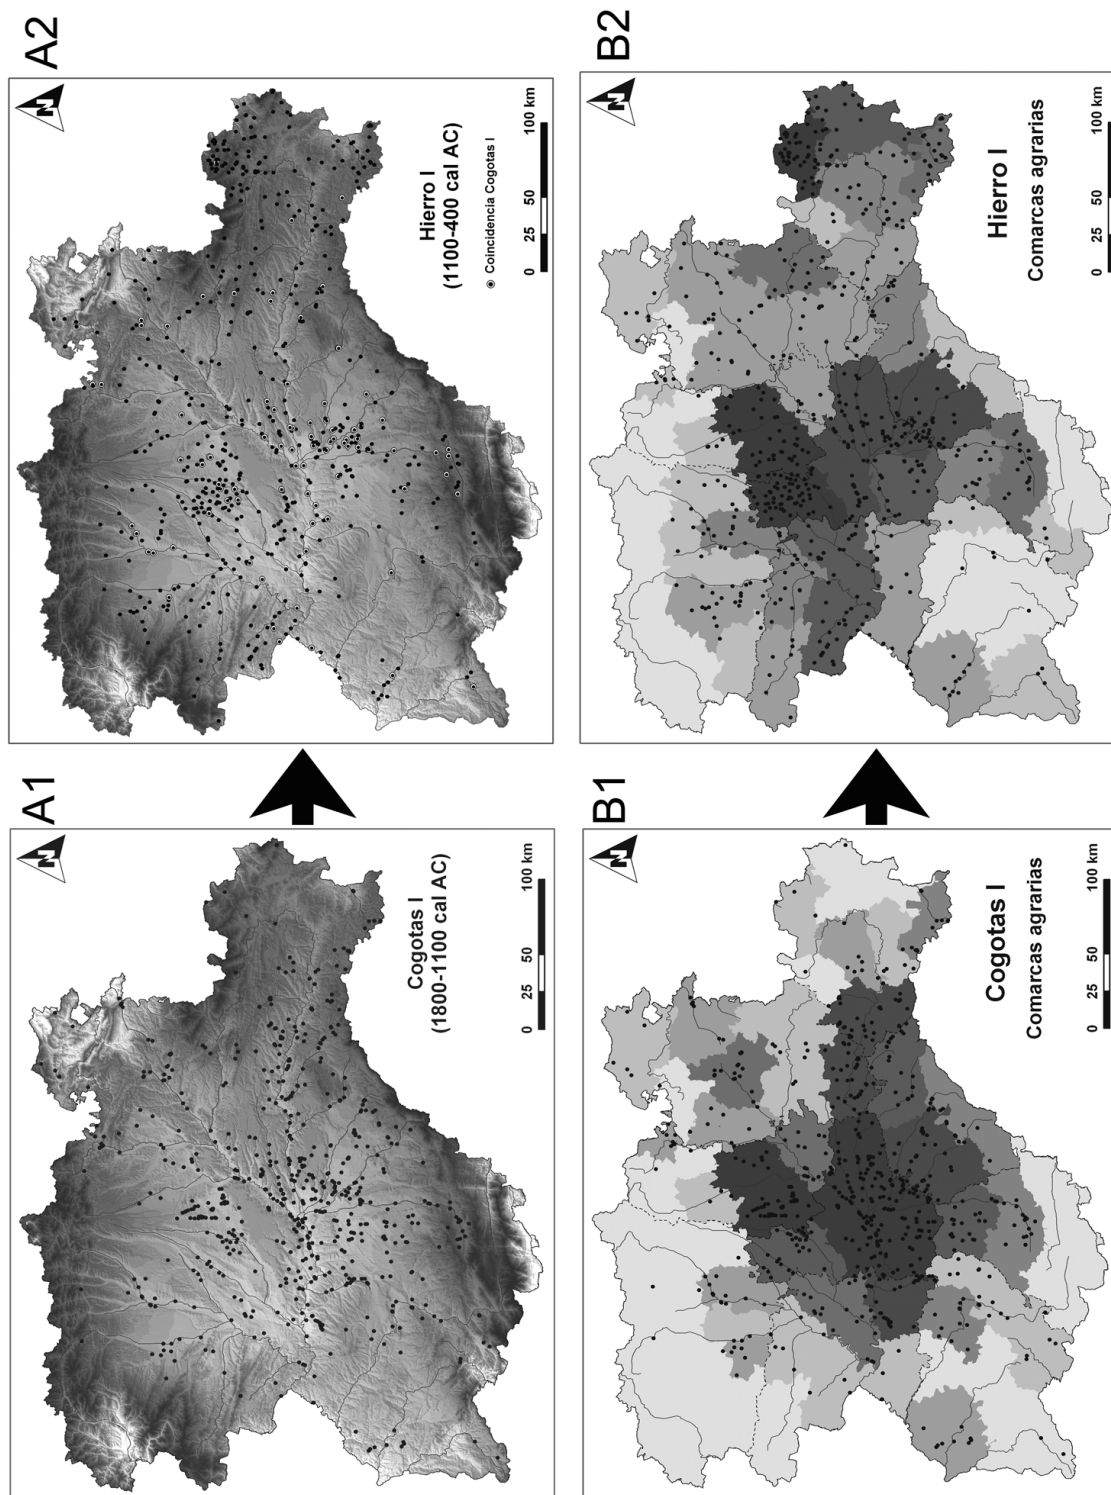 A1
N
Cogotas I
(1800-1100 cal AC)
0 25 50 100 km
A2
N
Hierro I
(1100-400 cal AC)
Coincidencia Cogotas I
0 25 50 100 km
B1
N
Cogotas I
Comarcas agrarias
0 25 50 100 km
B2
N
Hierro I
Comarcas agrarias
0 25 50 100 km